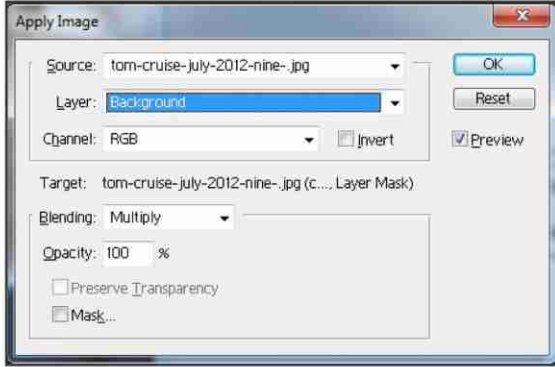 Apply Image
Source: tom-cruise-july-2012-nine-.jpg
OK
Layer: Background
Reset
Channel: RGB
Invert
Preview
Target: tom-cruise-july-2012-nine-.jpg (c..., Layer Mask)
Blending: Multiply
Opacity: 100 %
Preserve Transparency
Mask...